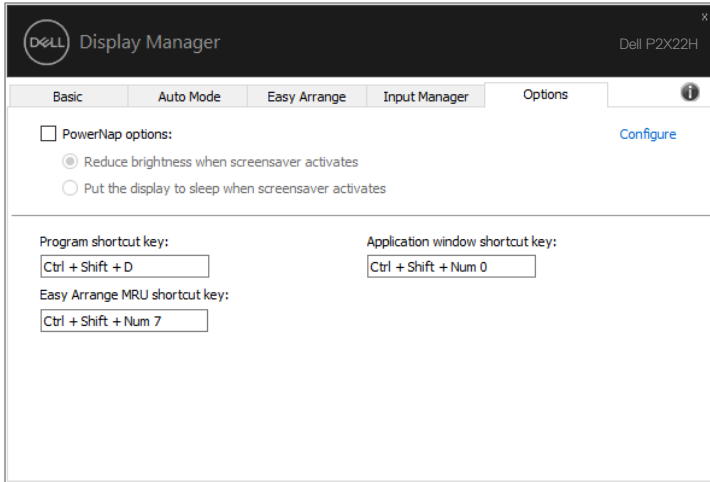 x
DELL Display Manager
Dell P2X22H
Basic Auto Mode Easy Arrange Input Manager Options
PowerNap options: Configure
Reduce brightness when screensaver activates
Put the display to sleep when screensaver activates
Program shortcut key: Application window shortcut key:
Ctrl + Shift + D Ctrl + Shift + Num 0
Easy Arrange MRU shortcut key:
Ctrl + Shift + Num 7